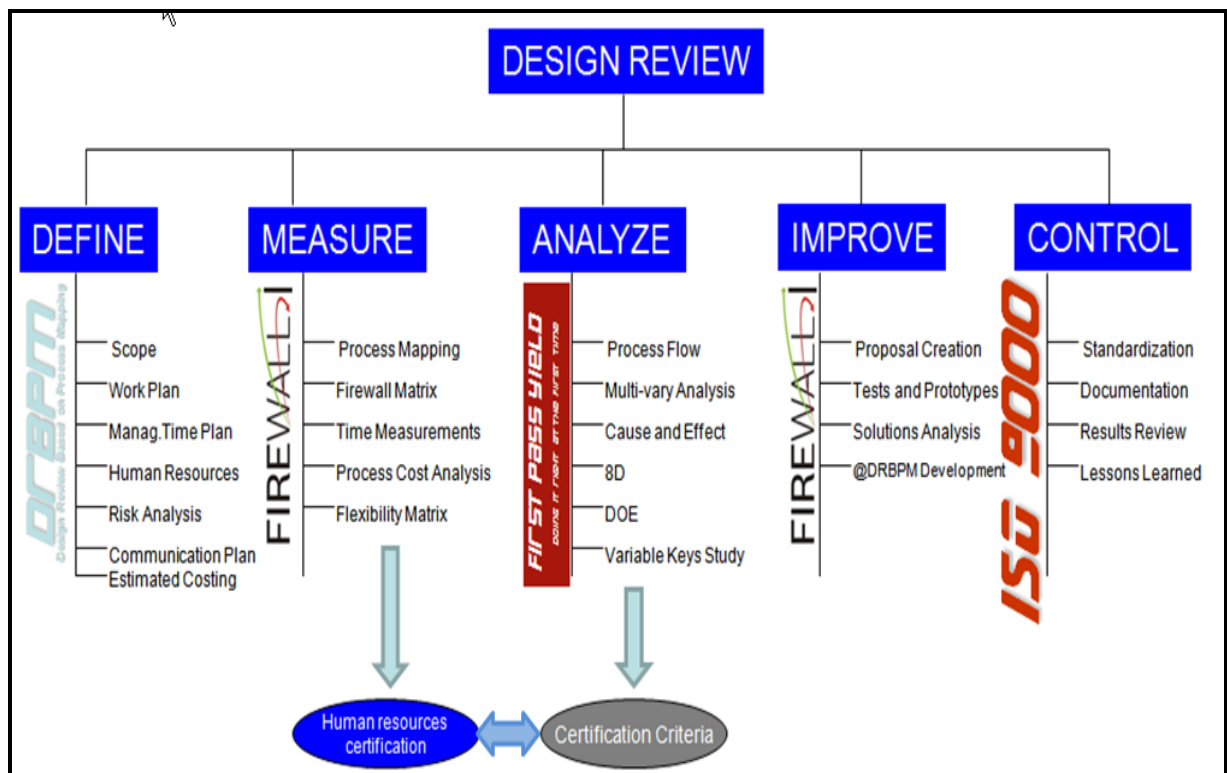 DESIGN REVIEW
DEFINE
DRBPM
Design Review Based on Process Mapping
Scope
Work Plan
Manag.Time Plan
Human Resources
Risk Analysis
Communication Plan
Estimated Costing
MEASURE
FIREWALL
Process Mapping
Firewall Matrix
Time Measurements
Process Cost Analysis
Flexibility Matrix
ANALYZE
FIRST PASS YIELD
DOING IT RIGHT AT THE FIRST TIME
Process Flow
Multi-vary Analysis
Cause and Effect
8D
DOE
Variable Keys Study
IMPROVE
FIREWALL
Proposal Creation
Tests and Prototypes
Solutions Analysis
@DRBPM Development
CONTROL
ISO 9000
Standardization
Documentation
Results Review
Lessons Learned
Human resources
certification
Certification Criteria